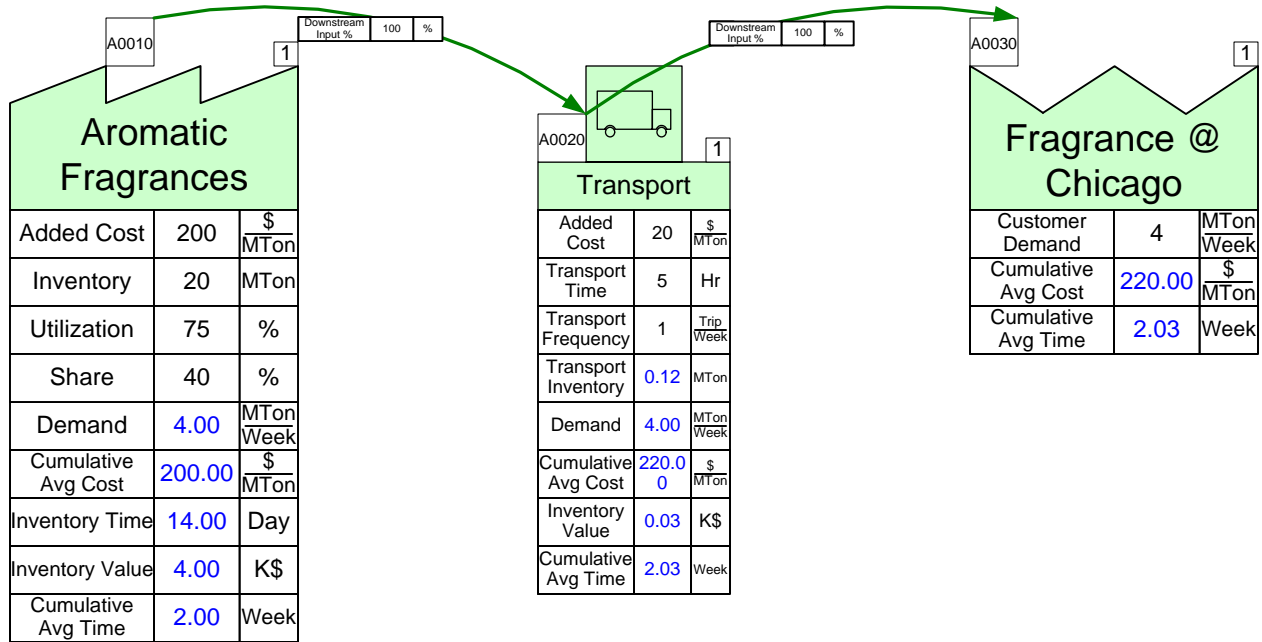 A0010
1
Aromatic
Fragrances
Added Cost 200 $
MTon
Inventory 20 MTon
Utilization 75 %
Share 40 %
Demand 4.00 MTon
Week
Cumulative
Avg Cost 200.00 $
MTon
Inventory Time 14.00 Day
Inventory Value 4.00 K$
Cumulative
Avg Time 2.00 Week
Downstream
Input % 100 %
A0020
1
Transport
Added
Cost 20 $
MTon
Transport
Time 5 Hr
Transport
Frequency 1 Trip
Week
Transport
Inventory 0.12 MTon
Demand 4.00 MTon
Week
Cumulative 220.0
Avg Cost 0 $
MTon
Inventory
Value 0.03 K$
Cumulative
Avg Time 2.03 Week
Downstream
Input % 100 %
A0030
1
Fragrance @
Chicago
Customer
Demand 4 MTon
Week
Cumulative
Avg Cost 220.00 $
MTon
Cumulative
Avg Time 2.03 Week